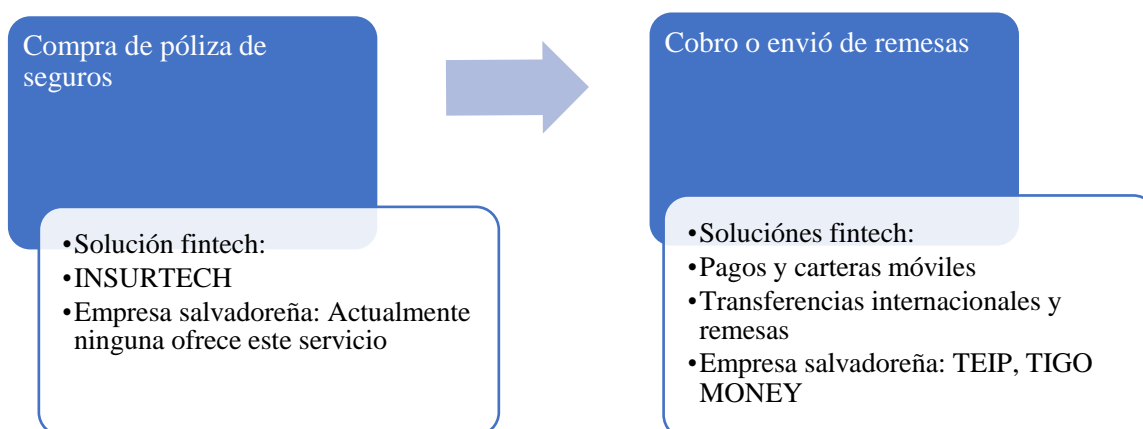 Compra de póliza de
seguros
•Solución fintech:
•INSURTECH
•Empresa salvadoreña: Actualmente
ninguna ofrece este servicio
Cobro o envió de remesas
•Soluciónes fintech:
•Pagos y carteras móviles
•Transferencias internacionales y
remesas
•Empresa salvadoreña: TEIP, TIGO
MONEY